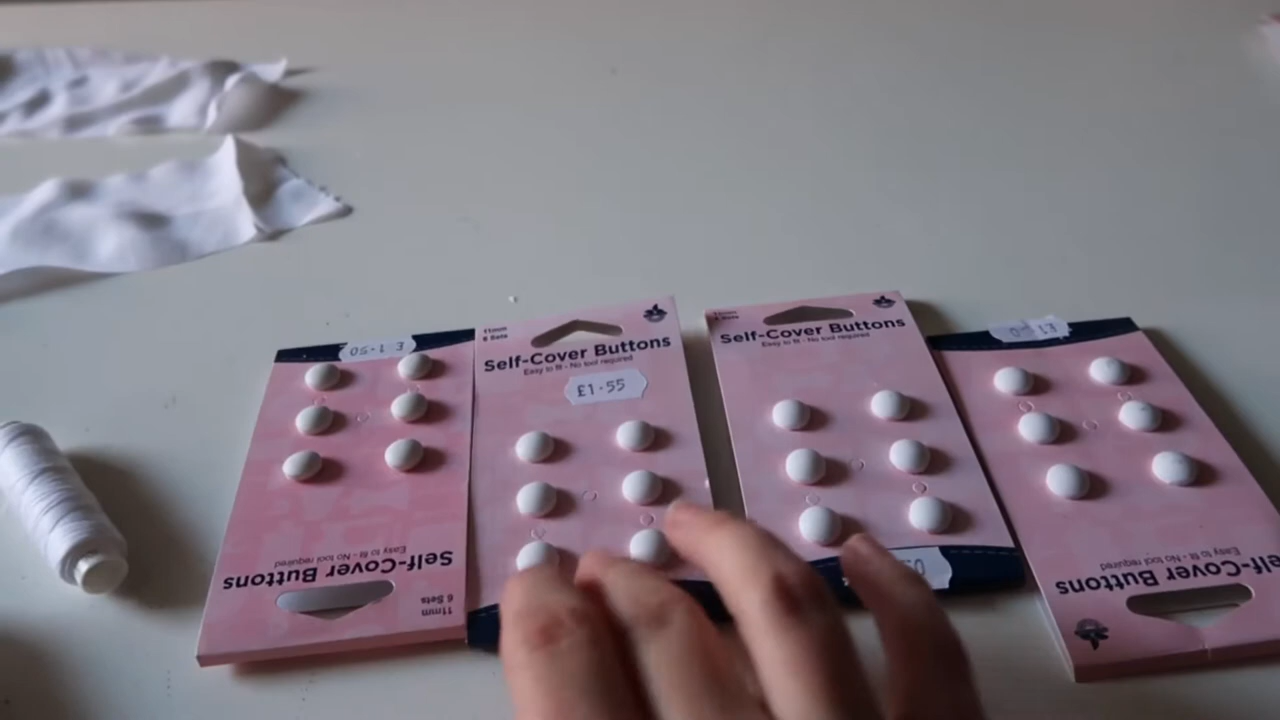 £ 1-50
Self-Cover Buttons
Easy to fit - No tool required
11mm
6 Sets
11mm
6 Sets
Self-Cover Buttons
Easy to fit - No tool required
£1-55
11mm
Self-Cover Buttons
Easy to fit - No tool required
Self-Cover Buttons
Easy to fit - No tool required